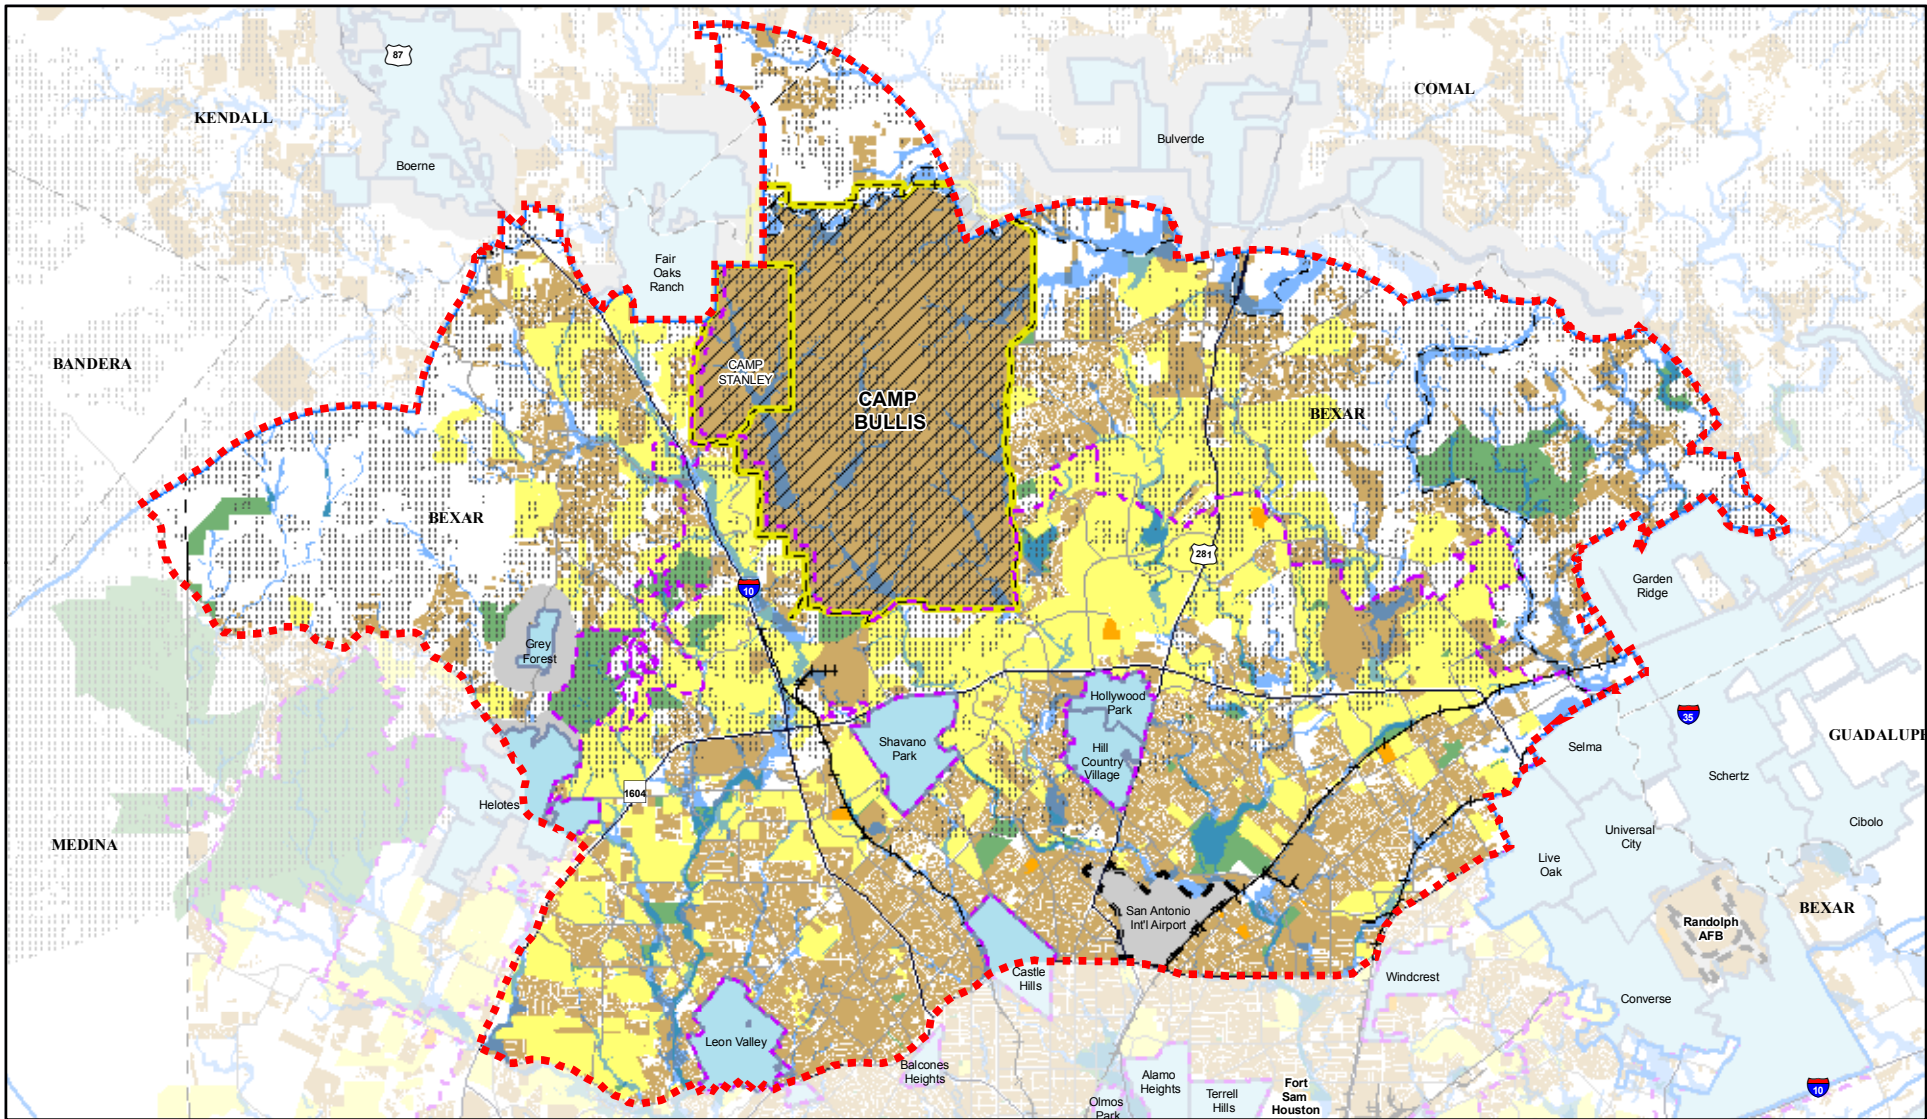 87
KENDALL
COMAL
Boerne
Bulverde
Fair
Oaks
Ranch
BANDERA
CAMP
STANLEY
CAMP
BULLIS
BEXAR
BEXAR
281
10
Garden
Ridge
Grey
Forest
Hollywood
Park
Shavano
Park
Hill
Country
Village
35
Selma
GUADALUPE
Schertz
1604
Helotes
MEDINA
Universal
City
Cibolo
Live
Oak
San Antonio
Int'l Airport
Randolph
AFB
BEXAR
Castle
Hills
Windcrest
Converse
Leon Valley
Balcones
Heights
Alamo
Heights
Olmos
Park
Terrell
Hills
Fort
Sam
Houston
10